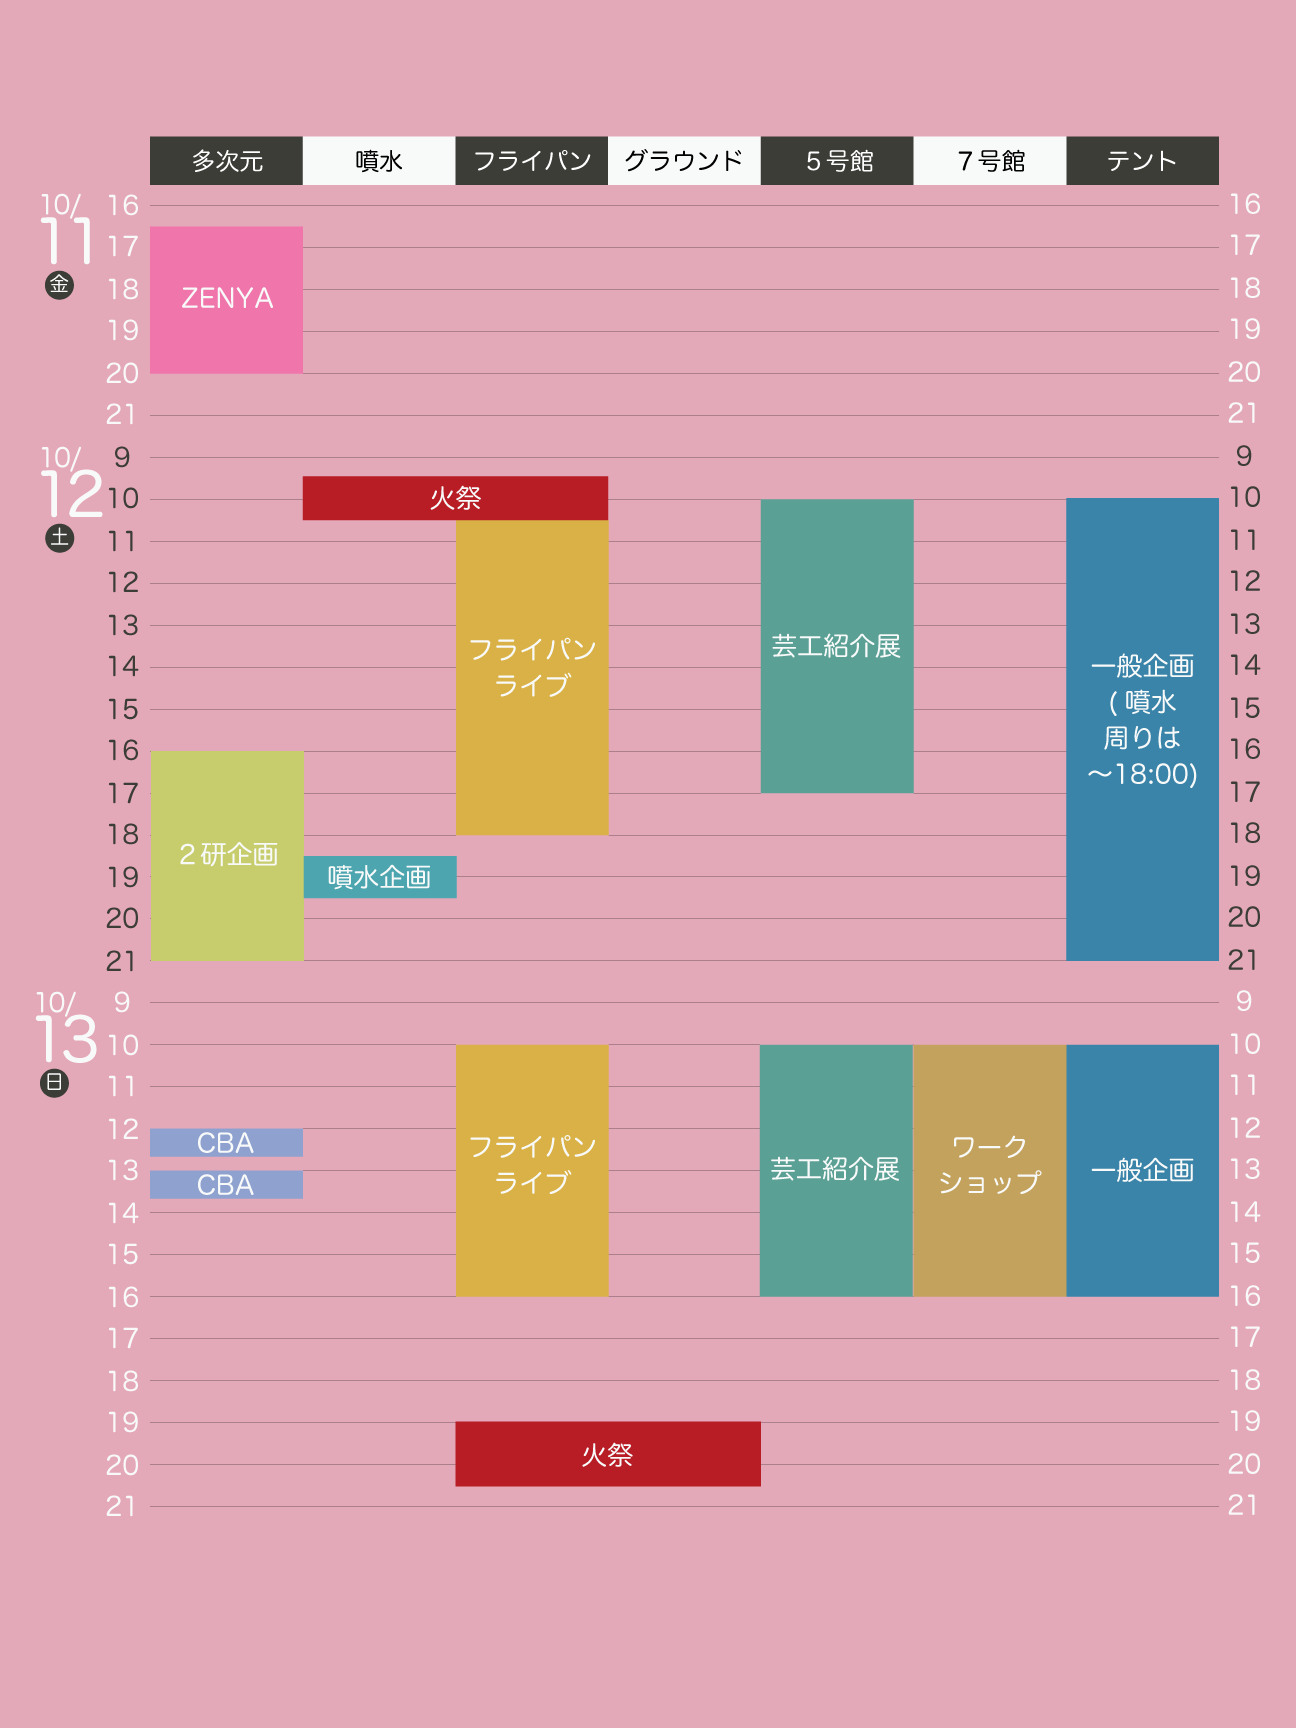 多次元 噴水 フライパン グラウンド 5号館 7号館 テント
10/
11
金
16 16
17 17
ZENYA
18 18
19 19
20 20
21 21
10/
12
土
9 9
火祭
10 10
11 11
12 12
13 13
フライパン
ライブ
芸工紹介展
一般企画
(噴水
周りは
〜18:00)
14 14
15 15
16 16
17 17
18 18
2研企画
噴水企画
19 19
20 20
21 21
10/
13
日
9 9
10 10
11 11
12 12
CBA
13 13
CBA
フライパン
ライブ
芸工紹介展
ワーク
ショップ
一般企画
14 14
15 15
16 16
17 17
18 18
19 19
火祭
20 20
21 21